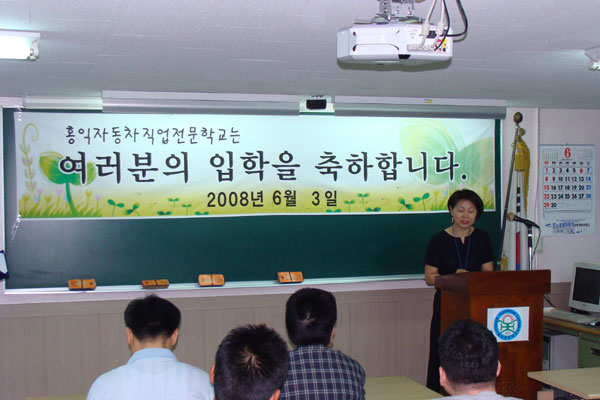 홍익자동차직업전문학교는
여러분의 입학을 축하합니다.
2008년 6월 3일
6